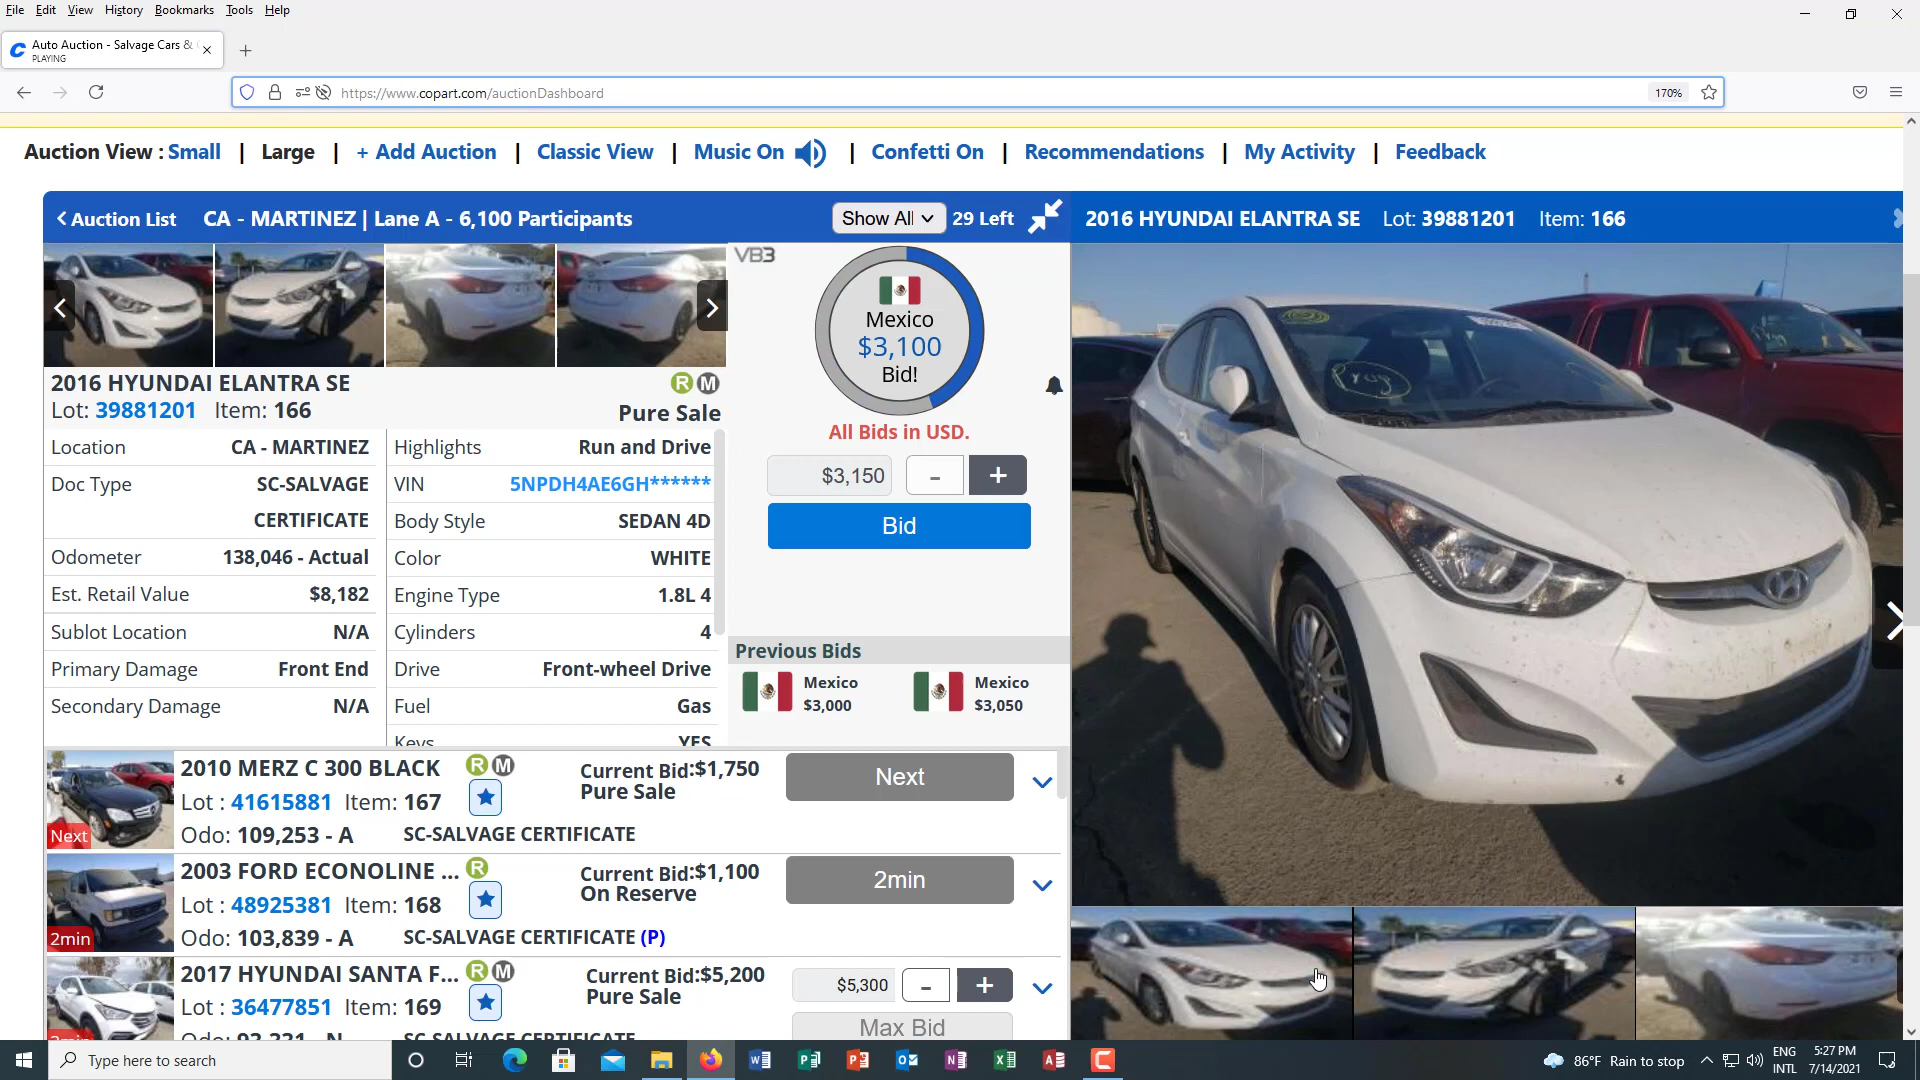 File Edit View History Bookmarks Tools Help
Auto Auction - Salvage Cars &
PLAYING
https://www.copart.com/auctionDashboard
170%
Auction View : Small | Large | + Add Auction | Classic View | Music On | Confetti On | Recommendations | My Activity | Feedback
Auction List CA - MARTINEZ | Lane A - 6,100 Participants Show All 29 Left
2016 HYUNDAI ELANTRA SE Lot: 39881201 Item: 166
VB3
Mexico
$3,100
Bid!
All Bids in USD.
$3,150 - +
Bid
Previous Bids
Mexico
$3,000
Mexico
$3,050
2016 HYUNDAI ELANTRA SE R M
Lot: 39881201 Item: 166 Pure Sale
Location CA - MARTINEZ
Doc Type SC-SALVAGE
CERTIFICATE
Odometer 138,046 - Actual
Est. Retail Value $8,182
Sublot Location N/A
Primary Damage Front End
Secondary Damage N/A
Highlights Run and Drive
VIN 5NPDH4AE6GH******
Body Style SEDAN 4D
Color WHITE
Engine Type 1.8L 4
Cylinders 4
Drive Front-wheel Drive
Fuel Gas
Keys YES
2010 MERZ C 300 BLACK R M
Lot : 41615881 Item: 167
Odo: 109,253 - A SC-SALVAGE CERTIFICATE
Current Bid:$1,750
Pure Sale
Next
Next
2003 FORD ECONOLINE ... R
Lot : 48925381 Item: 168
Odo: 103,839 - A SC-SALVAGE CERTIFICATE (P)
Current Bid:$1,100
On Reserve
2min
2min
2017 HYUNDAI SANTA F... R M
Lot : 36477851 Item: 169
Odo: 93,331 - N SC-SALVAGE CERTIFICATE
Current Bid:$5,200
Pure Sale
$5,300 - +
Max Bid
Type here to search
86°F Rain to stop
ENG
INTL
5:27 PM
7/14/2021